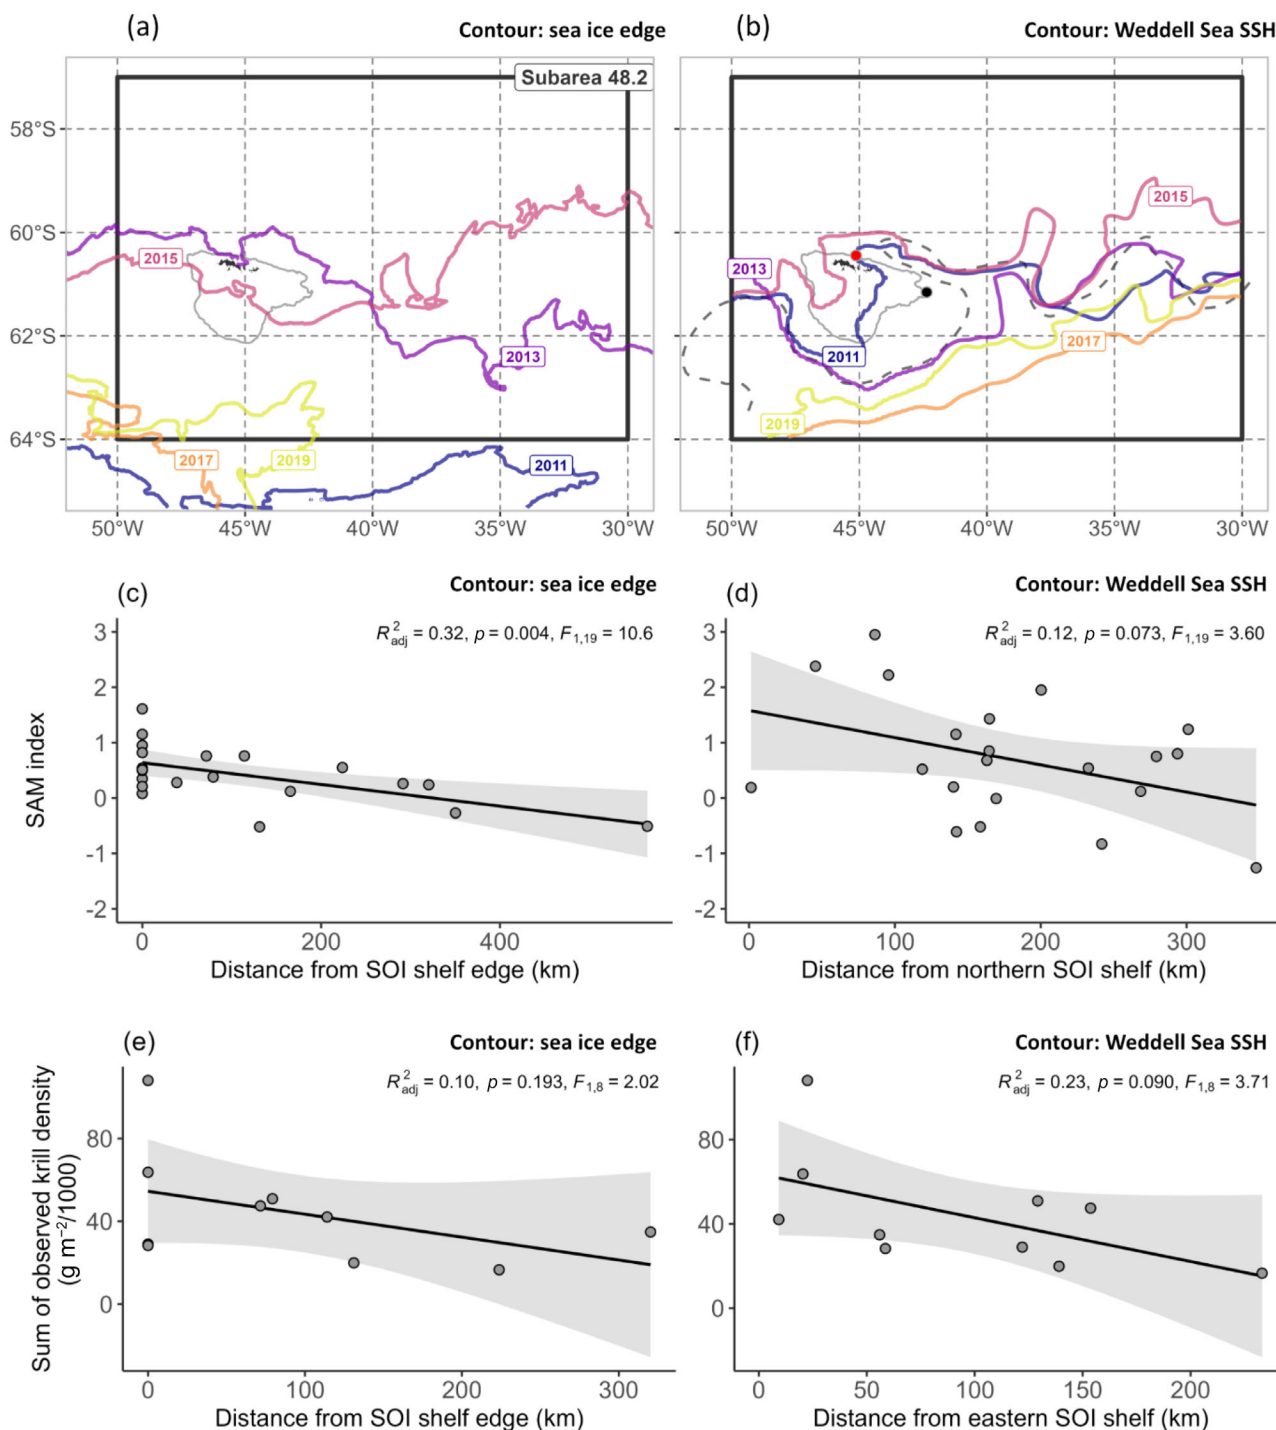 (a)
Contour: sea ice edge
Subarea 48.2
58°S
60°S
62°S
64°S
2015
2013
2017
2019
2011
50°W
45°W
40°W
35°W
30°W
(b)
Contour: Weddell Sea SSH
2015
2013
2011
2017
2019
50°W
45°W
40°W
35°W
30°W
(c)
Contour: sea ice edge
R²adj = 0.32, p = 0.004, F1,19 = 10.6
SAM index
3
2
1
0
-1
-2
0
200
400
Distance from SOI shelf edge (km)
(d)
Contour: Weddell Sea SSH
R²adj = 0.12, p = 0.073, F1,19 = 3.60
3
2
1
0
-1
-2
0
100
200
300
Distance from northern SOI shelf (km)
(e)
Contour: sea ice edge
R²adj = 0.10, p = 0.193, F1,8 = 2.02
Sum of observed krill density
(g m⁻²/1000)
80
40
0
0
100
200
300
Distance from SOI shelf edge (km)
(f)
Contour: Weddell Sea SSH
R²adj = 0.23, p = 0.090, F1,8 = 3.71
80
40
0
0
50
100
150
200
Distance from eastern SOI shelf (km)